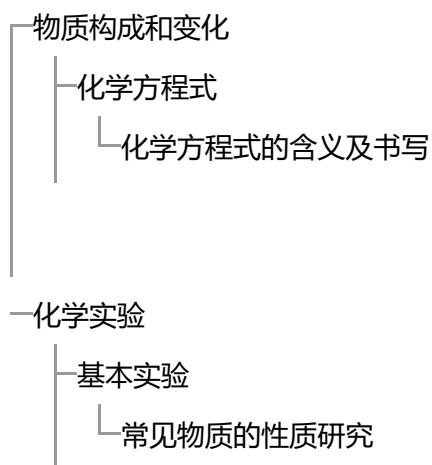 物质构成和变化
化学方程式
化学方程式的含义及书写
化学实验
基本实验
常见物质的性质研究